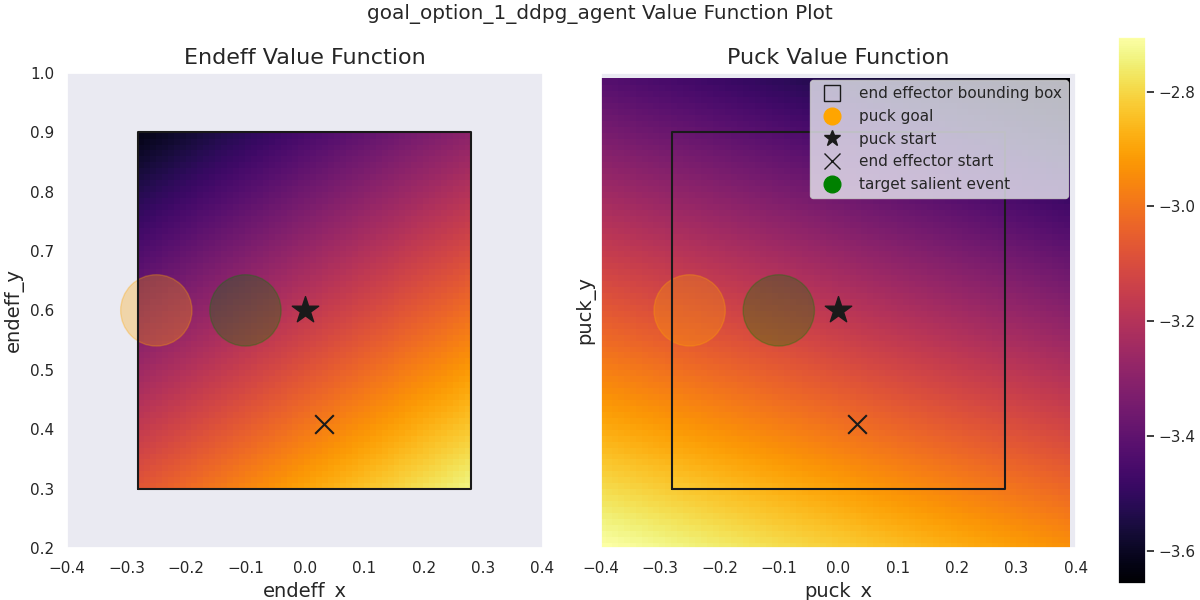 goal_option_1_ddpg_agent Value Function Plot
Endeff Value Function
endeff_y
1.0
0.9
0.8
0.7
0.6
0.5
0.4
0.3
0.2
−0.4 −0.3 −0.2 −0.1 0.0 0.1 0.2 0.3 0.4
endeff_x
Puck Value Function
end effector bounding box
puck goal
puck start
end effector start
target salient event
puck_y
−0.4 −0.3 −0.2 −0.1 0.0 0.1 0.2 0.3 0.4
puck_x
−2.8
−3.0
−3.2
−3.4
−3.6